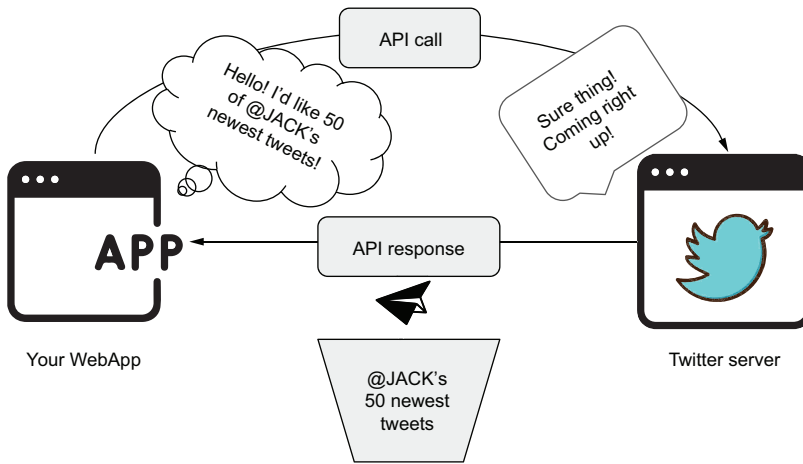 API call
Hello! I'd like 50
of @JACK's
newest tweets!
Sure thing!
Coming right
up!
APP
API response
Your WebApp
Twitter server
@JACK's
50 newest
tweets